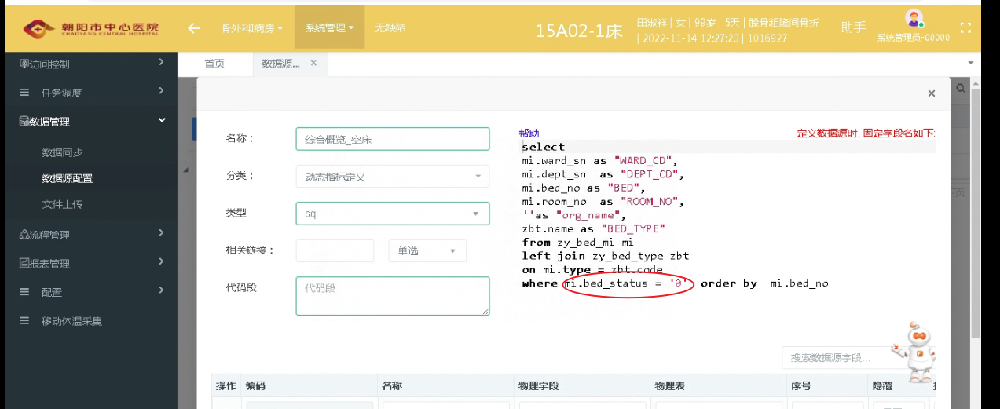 朝阳市中心医院
CHAOYANG CENTRAL HOSPITAL
骨外科Ⅰ病房
系统管理
无缺陷
15A02-1床
田淑祥 | 女 | 99岁 | 5天 | 股骨粗隆间骨折
| 2022-11-14 12:27:20 | 1016927
助手
系统管理员-00000
访问控制
任务调度
数据管理
数据同步
数据源配置
文件上传
流程管理
报表管理
配置
移动体温采集
首页
数据源...
名称：
综合概览_空床
分类：
动态指标定义
类型
sql
相关链接：
单选
代码段
代码段
帮助
定义数据源时, 固定字段名如下:
select
mi.ward_sn as "WARD_CD",
mi.dept_sn  as "DEPT_CD",
mi.bed_no as "BED",
mi.room_no  as "ROOM_NO",
''as "org_name",
zbt.name as "BED_TYPE"
from zy_bed_mi mi
left join zy_bed_type zbt
on mi.type = zbt.code
where mi.bed_status = '0'  order by  mi.bed_no
搜索数据源字段...
操作
编码
名称
物理字段
物理表
序号
隐藏